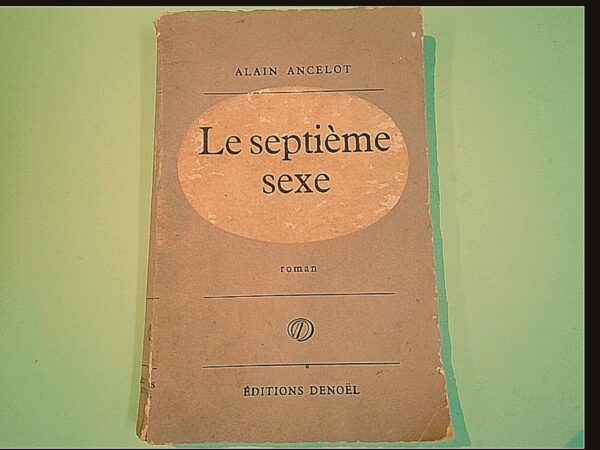 ALAIN ANCELOT
Le septième
sexe
roman
ÉDITIONS DENOËL